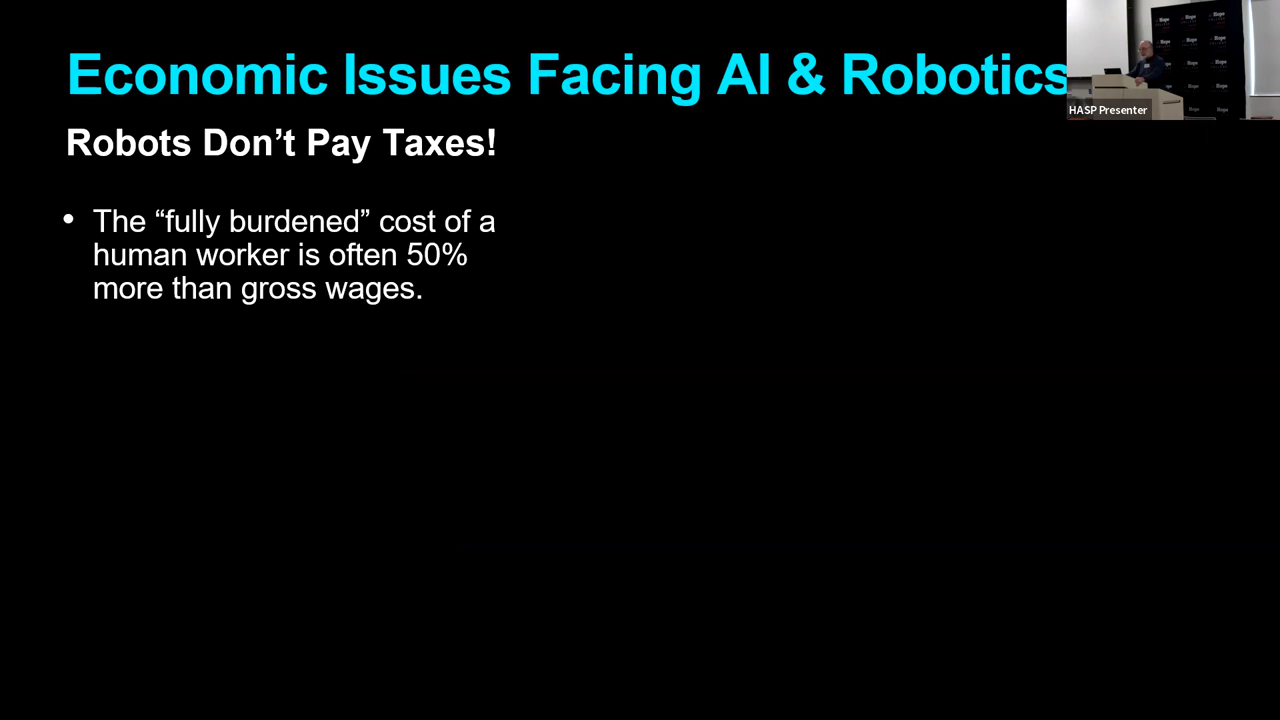 Economic Issues Facing AI & Robotics
HASP Presenter
Robots Don’t Pay Taxes!
• The “fully burdened” cost of a
human worker is often 50%
more than gross wages.